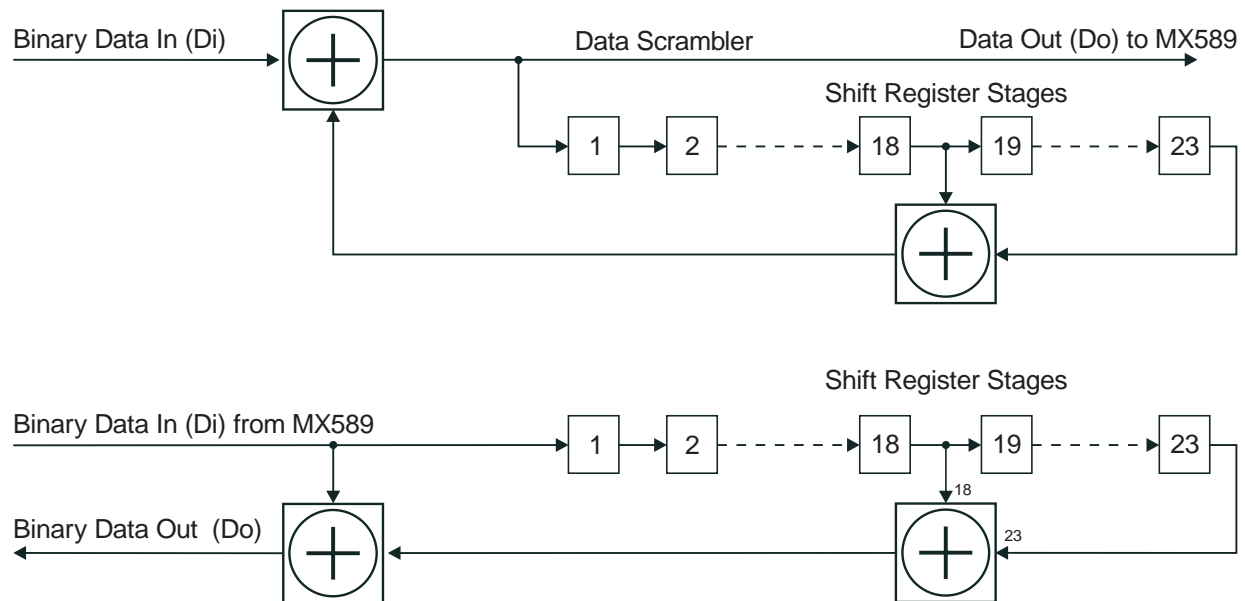 Binary Data In (Di)
Data Scrambler
Data Out (Do) to MX589
Shift Register Stages
1
2
18
19
23
Shift Register Stages
Binary Data In (Di) from MX589
1
2
18
19
23
18
Binary Data Out (Do)
23